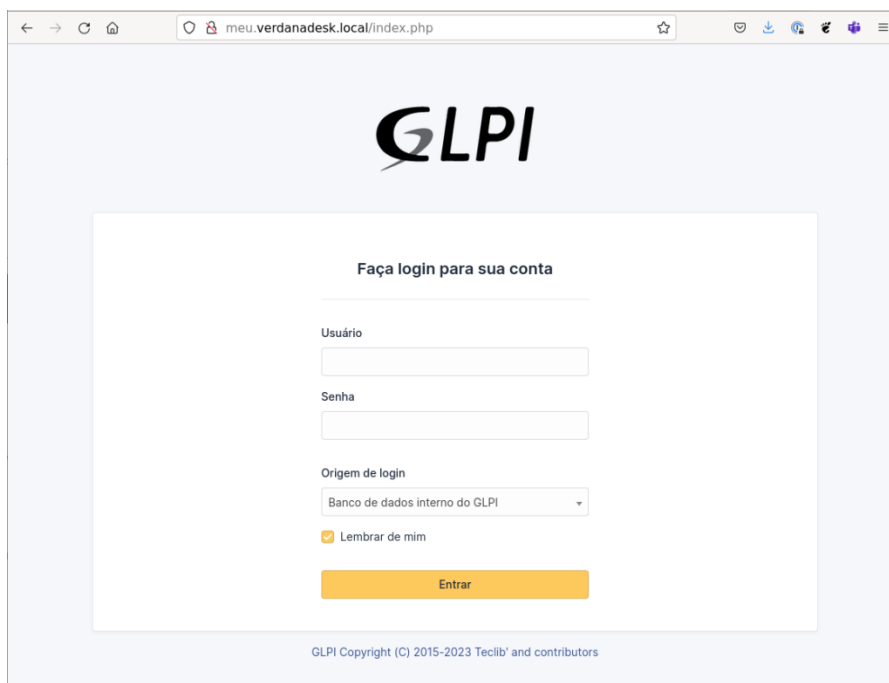 meu.verdanadesk.local/index.php
GLPI
Faça login para sua conta
Usuário
Senha
Origem de login
Banco de dados interno do GLPI
Lembrar de mim
Entrar
GLPI Copyright (C) 2015-2023 Teclib' and contributors